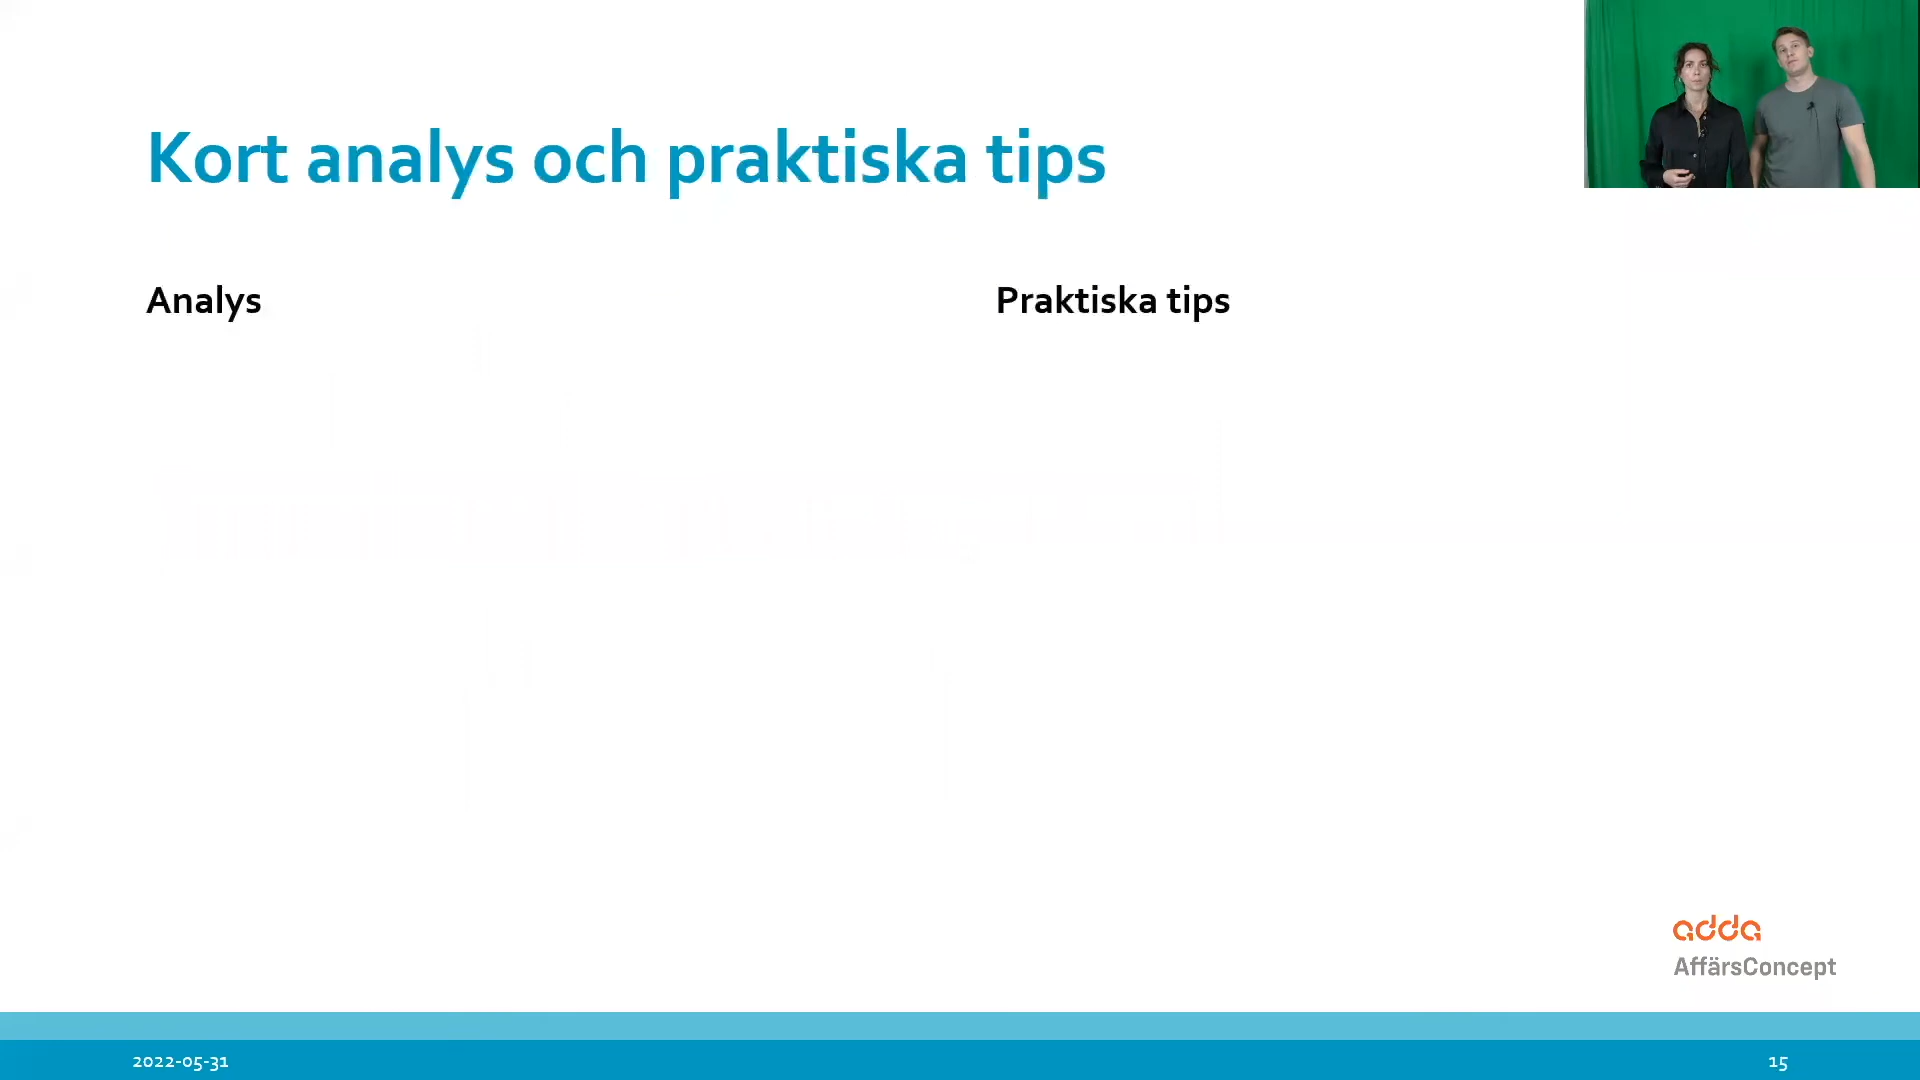 Kort analys och praktiska tips
Analys
Praktiska tips
adda
AffärsConcept
2022-05-31
15